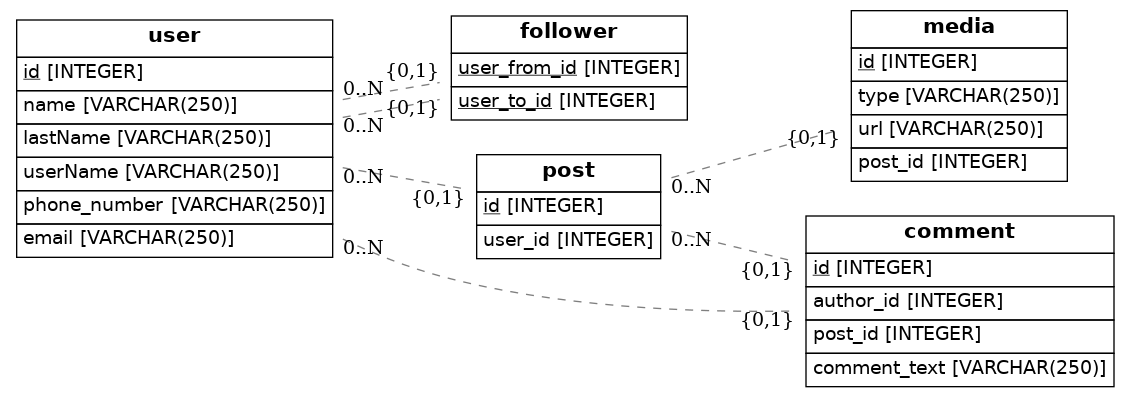 user
id [INTEGER]
name [VARCHAR(250)]
lastName [VARCHAR(250)]
userName [VARCHAR(250)]
phone_number [VARCHAR(250)]
email [VARCHAR(250)]
0..N
{0,1}
0..N
{0,1}
0..N
{0,1}
0..N
{0,1}
follower
user_from_id [INTEGER]
user_to_id [INTEGER]
post
id [INTEGER]
user_id [INTEGER]
0..N
{0,1}
0..N
{0,1}
media
id [INTEGER]
type [VARCHAR(250)]
url [VARCHAR(250)]
post_id [INTEGER]
comment
id [INTEGER]
author_id [INTEGER]
post_id [INTEGER]
comment_text [VARCHAR(250)]